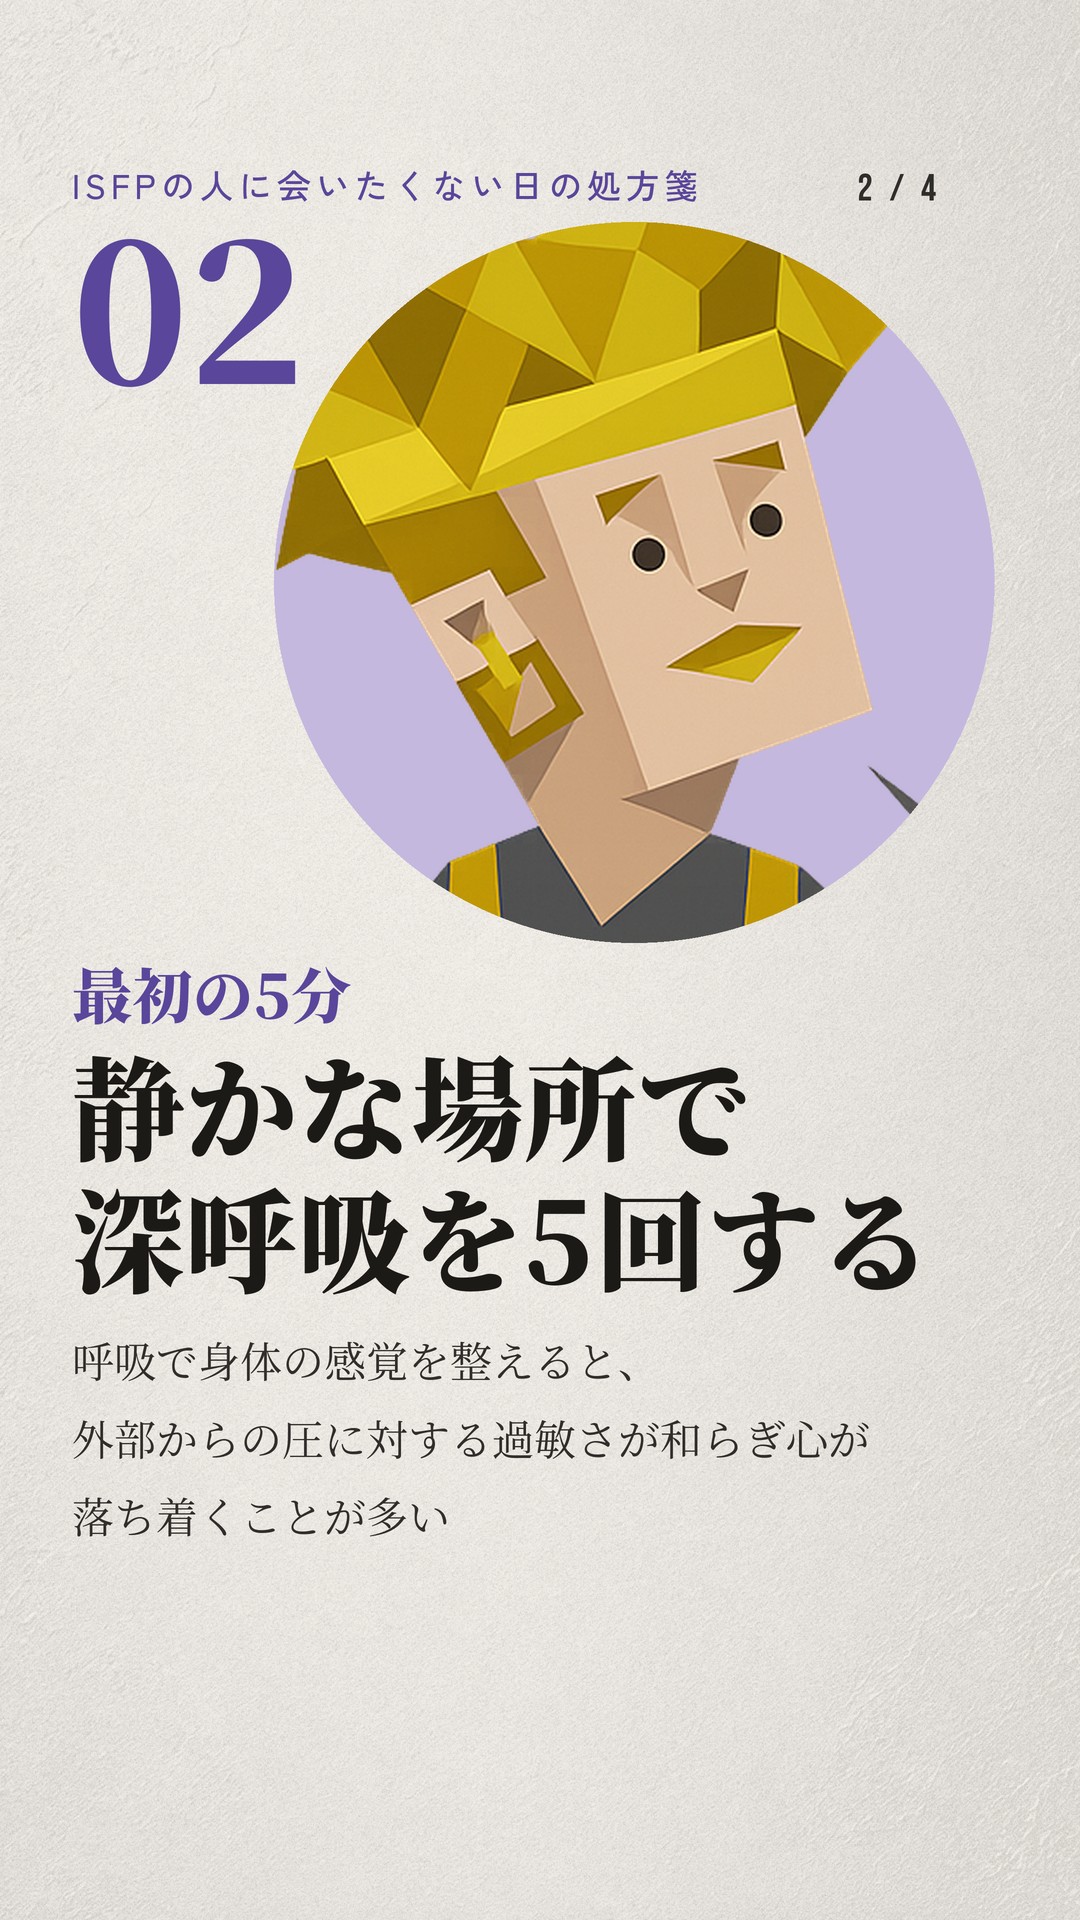 ISFPの人に会いたくない日の処方箋
2 / 4
02
最初の5分
静かな場所で
深呼吸を5回する
呼吸で身体の感覚を整えると、
外部からの圧に対する過敏さが和らぎ心が
落ち着くことが多い